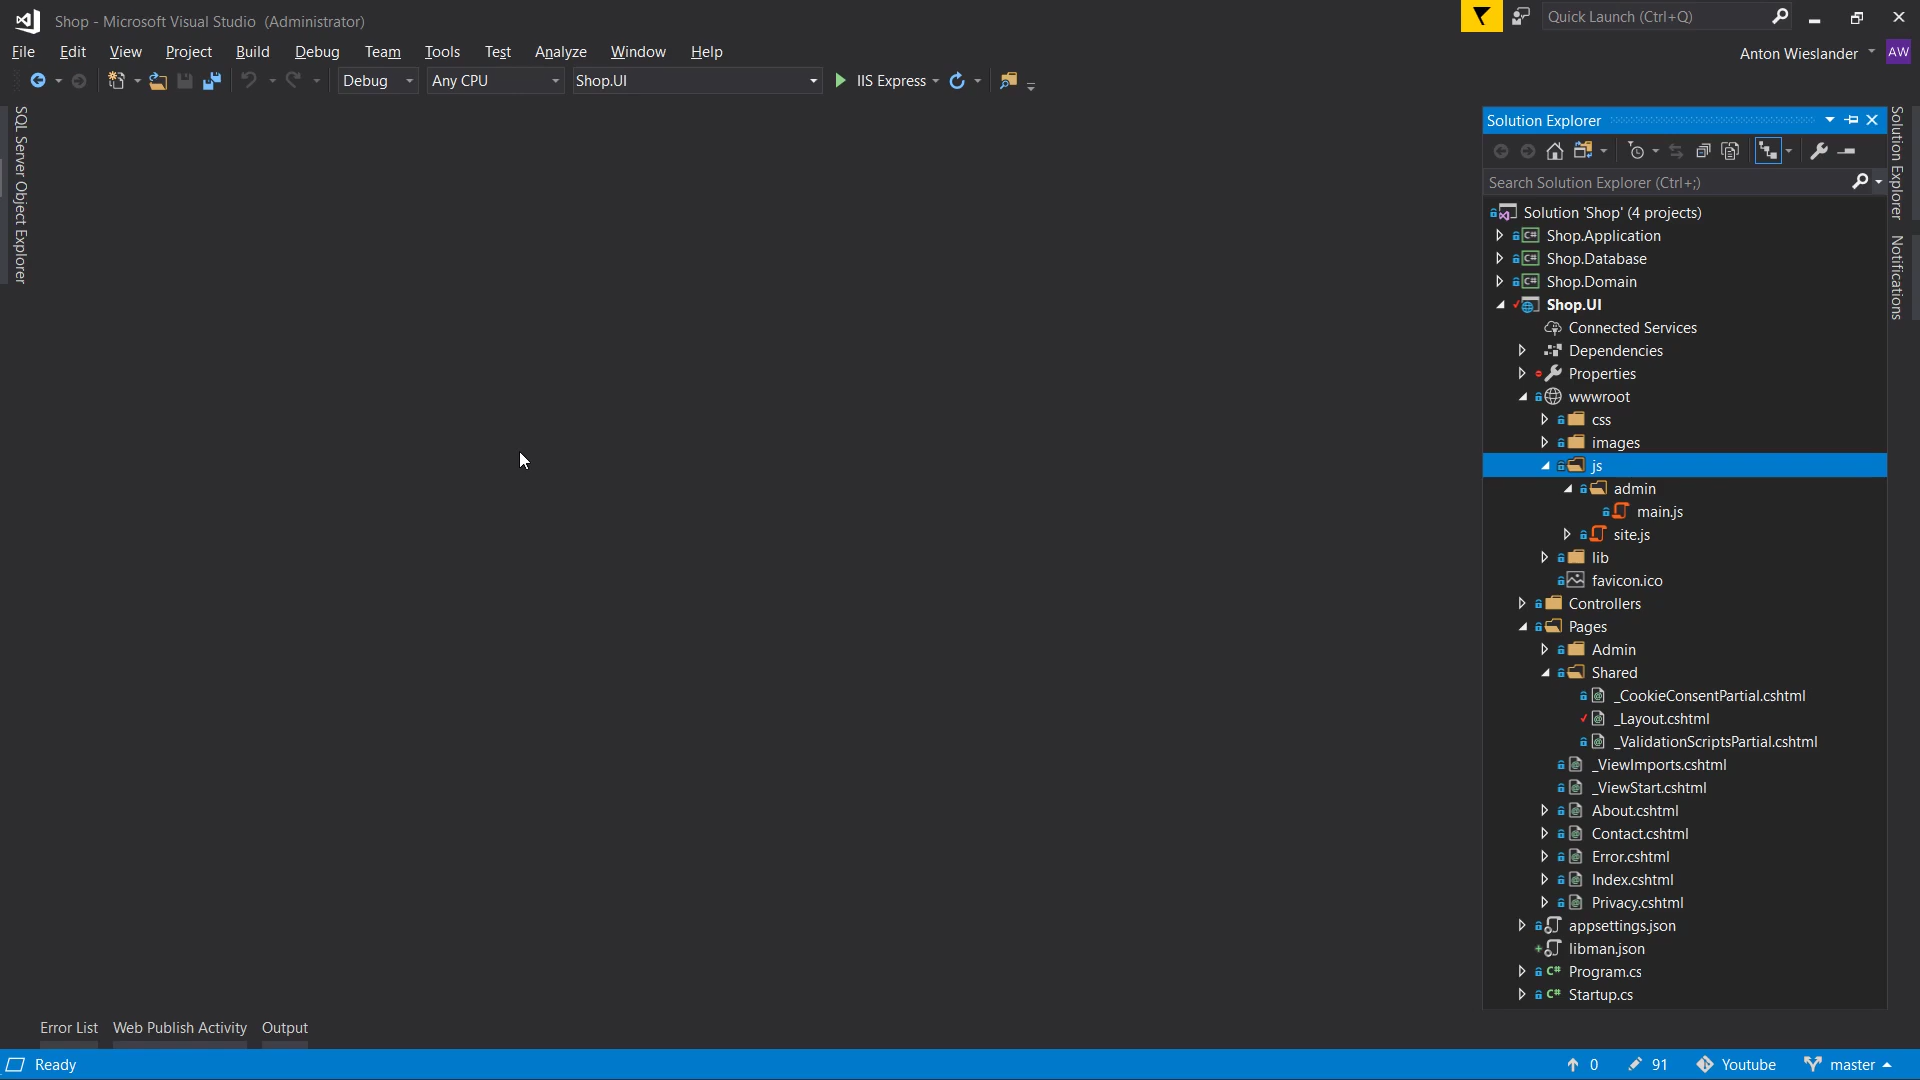 Shop - Microsoft Visual Studio (Administrator)
Quick Launch (Ctrl+Q)
File Edit View Project Build Debug Team Tools Test Analyze Window Help
Anton Wieslander AW
Debug Any CPU Shop.UI IIS Express
SQL Server Object Explorer
Solution Explorer
Search Solution Explorer (Ctrl+;)
Solution 'Shop' (4 projects)
C# Shop.Application
C# Shop.Database
C# Shop.Domain
Shop.UI
Connected Services
Dependencies
Properties
wwwroot
css
images
js
admin
main.js
site.js
lib
favicon.ico
Controllers
Pages
Admin
Shared
_CookieConsentPartial.cshtml
_Layout.cshtml
_ValidationScriptsPartial.cshtml
_ViewImports.cshtml
_ViewStart.cshtml
About.cshtml
Contact.cshtml
Error.cshtml
Index.cshtml
Privacy.cshtml
appsettings.json
libman.json
C# Program.cs
C# Startup.cs
Solution Explorer
Notifications
Error List Web Publish Activity Output
Ready
0 91 Youtube master